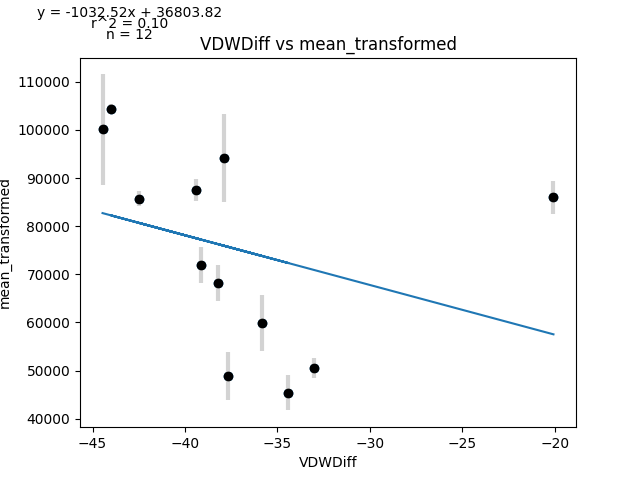 y = -1032.52x + 36803.82
r^2 = 0.10
n = 12
VDWDiff vs mean_transformed
110000
100000
90000
80000
70000
60000
50000
40000
mean_transformed
−45
−40
−35
−30
−25
−20
VDWDiff